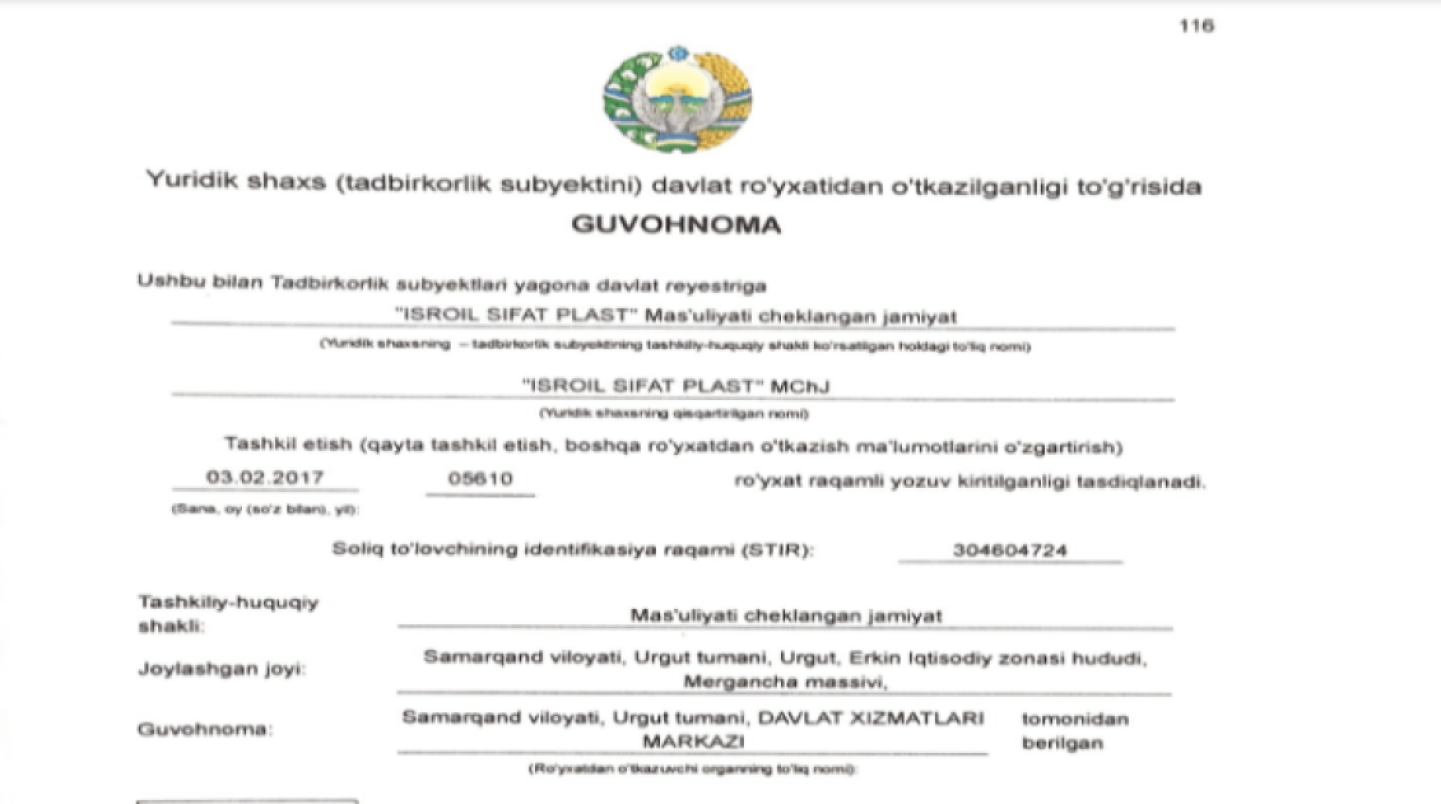 116
Yuridik shaxs (tadbirkorlik subyektini) davlat ro'yxatidan o'tkazilganligi to'g'risida
GUVOHNOMA
Ushbu bilan Tadbirkorlik subyektlari yagona davlat reyestriga
"ISROIL SIFAT PLAST" Mas'uliyati cheklangan jamiyat
(Yuridik shaxsning – tadbirkorlik subyektining tashkiliy-huquqiy shakli ko'rsatilgan holdagi to'liq nomi)
"ISROIL SIFAT PLAST" MChJ
(Yuridik shaxsning qisqartirilgan nomi)
Tashkil etish (qayta tashkil etish, boshqa ro'yxatdan o'tkazish ma'lumotlarini o'zgartirish)
03.02.2017 05610 ro'yxat raqamli yozuv kiritilganligi tasdiqlanadi.
(Sana, oy (so'z bilan), yil):
Soliq to'lovchining identifikasiya raqami (STIR): 304604724
Tashkiliy-huquqiy
shakli: Mas'uliyati cheklangan jamiyat
Joylashgan joyi: Samarqand viloyati, Urgut tumani, Urgut, Erkin Iqtisodiy zonasi hududi,
Mergancha massivi,
Guvohnoma: Samarqand viloyati, Urgut tumani, DAVLAT XIZMATLARI tomonidan
MARKAZI berilgan
(Ro'yxatdan o'tkazuvchi organning to'liq nomi):